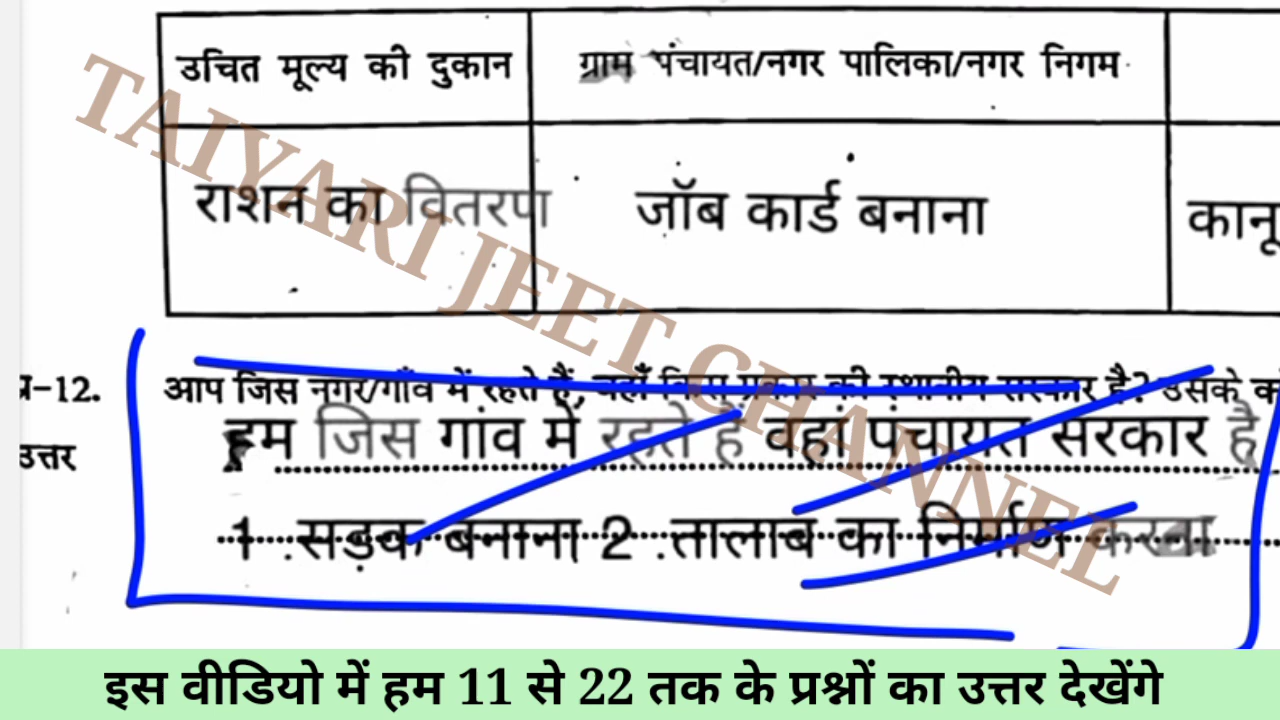 उचित मूल्य की दुकान ग्राम पंचायत/नगर पालिका/नगर निगम
राशन का वितरण जॉब कार्ड बनाना कानू
TAIYARI JEET CHANNEL
प्र-12. आप जिस नगर/गाँव में रहते हैं, वहाँ किस प्रकार की स्थानीय सरकार है? उसके
उत्तर हम जिस गांव में रहते हैं वहां पंचायत सरकार है
1 .सड़क बनाना 2 .तालाब का निर्माण करना
इस वीडियो में हम 11 से 22 तक के प्रश्नों का उत्तर देखेंगे